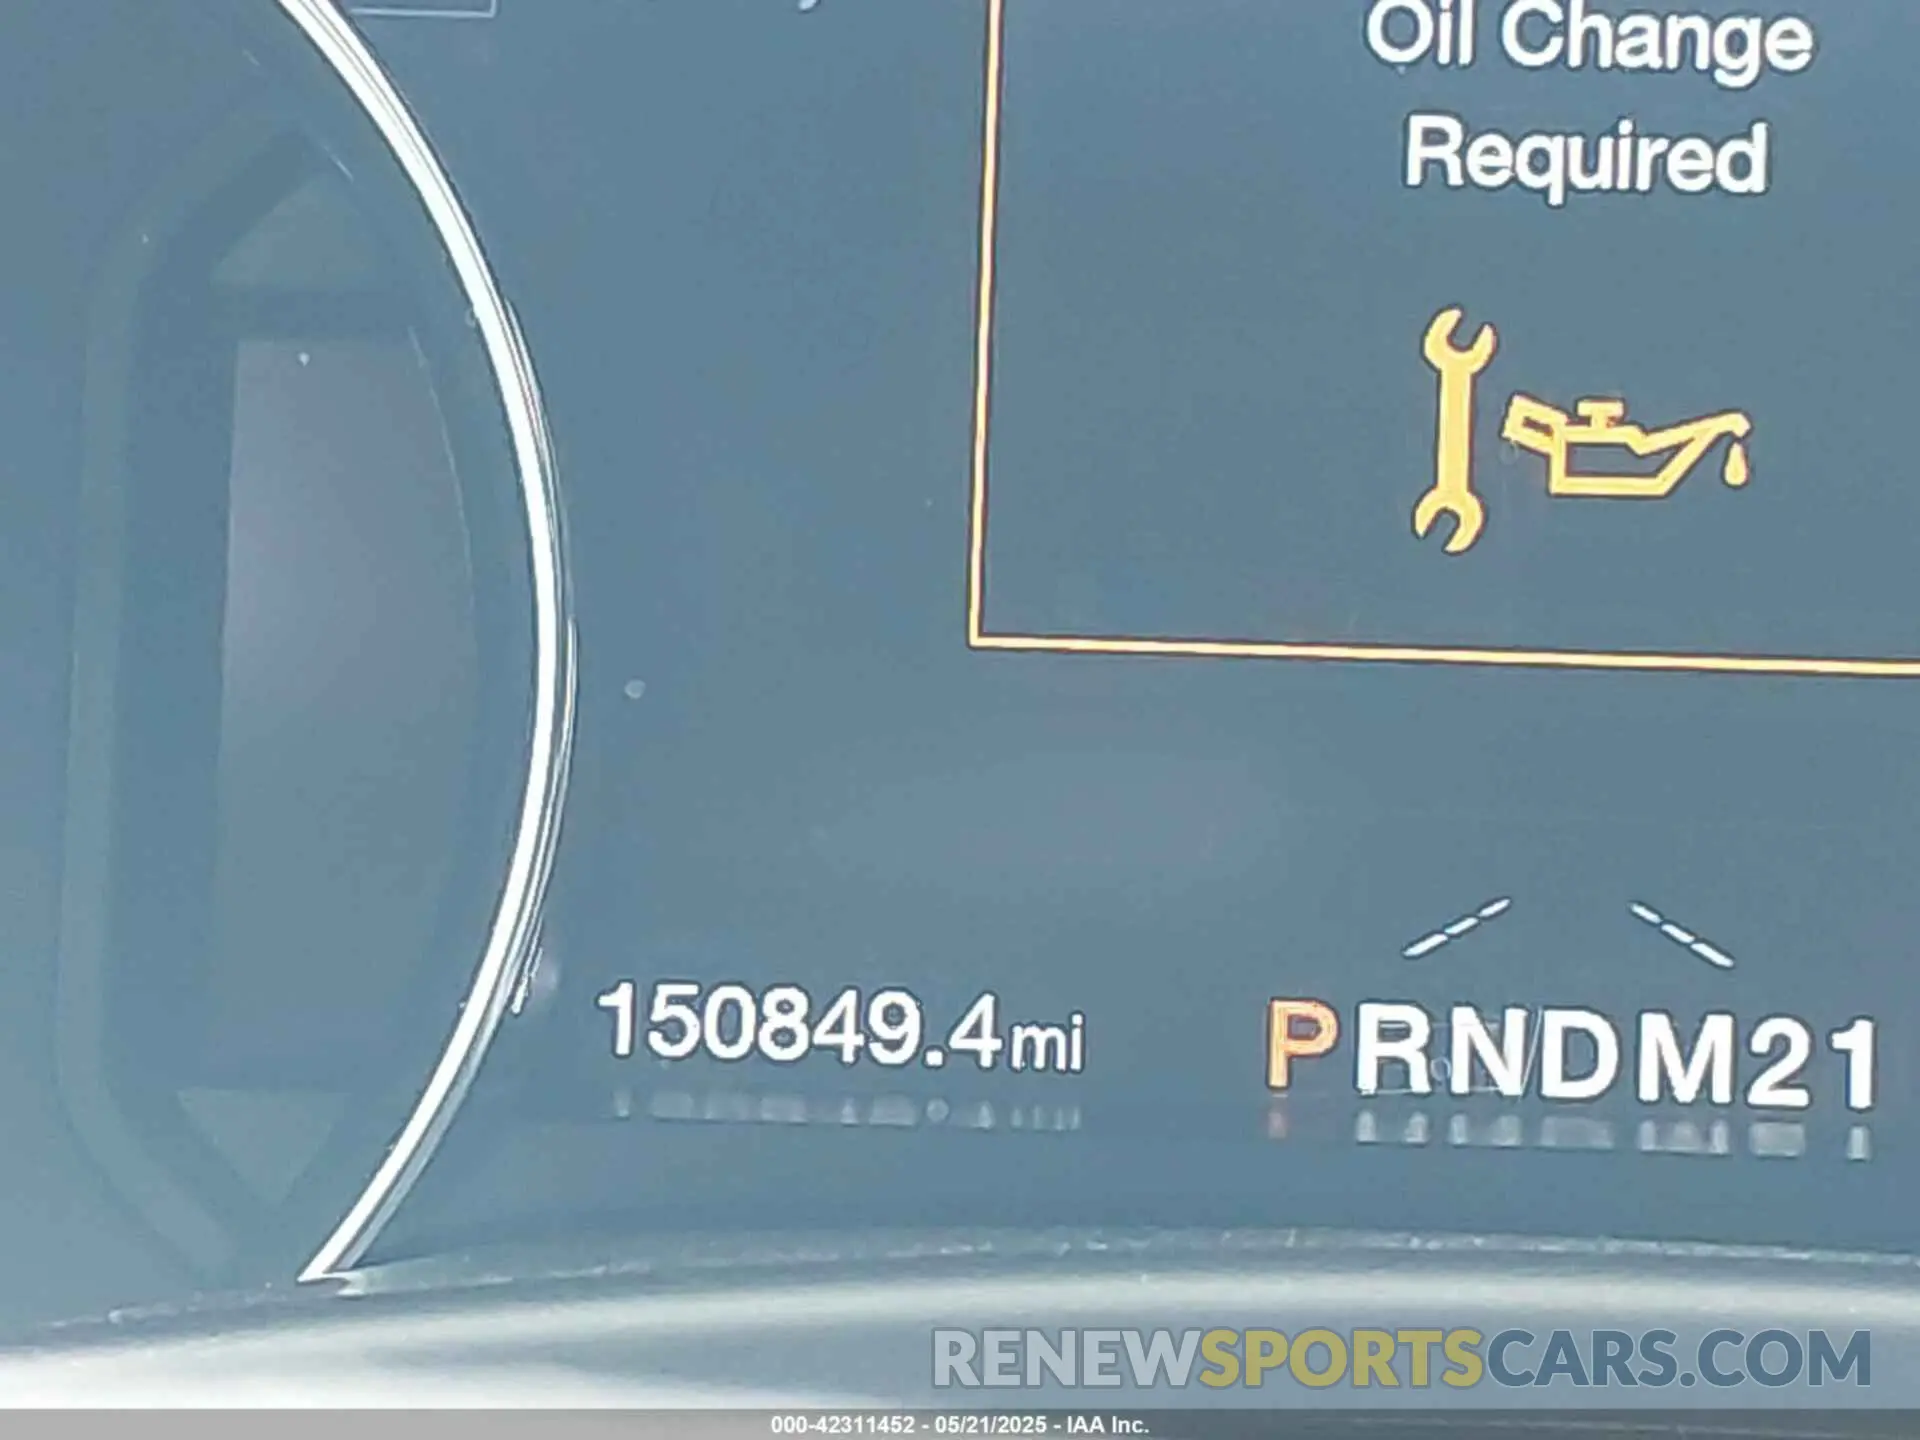 Oil Change
Required
150849.4mi
PRNDM21
RENEWSPORTSCARS.COM
000-42311452 - 05/21/2025 - IAA Inc.